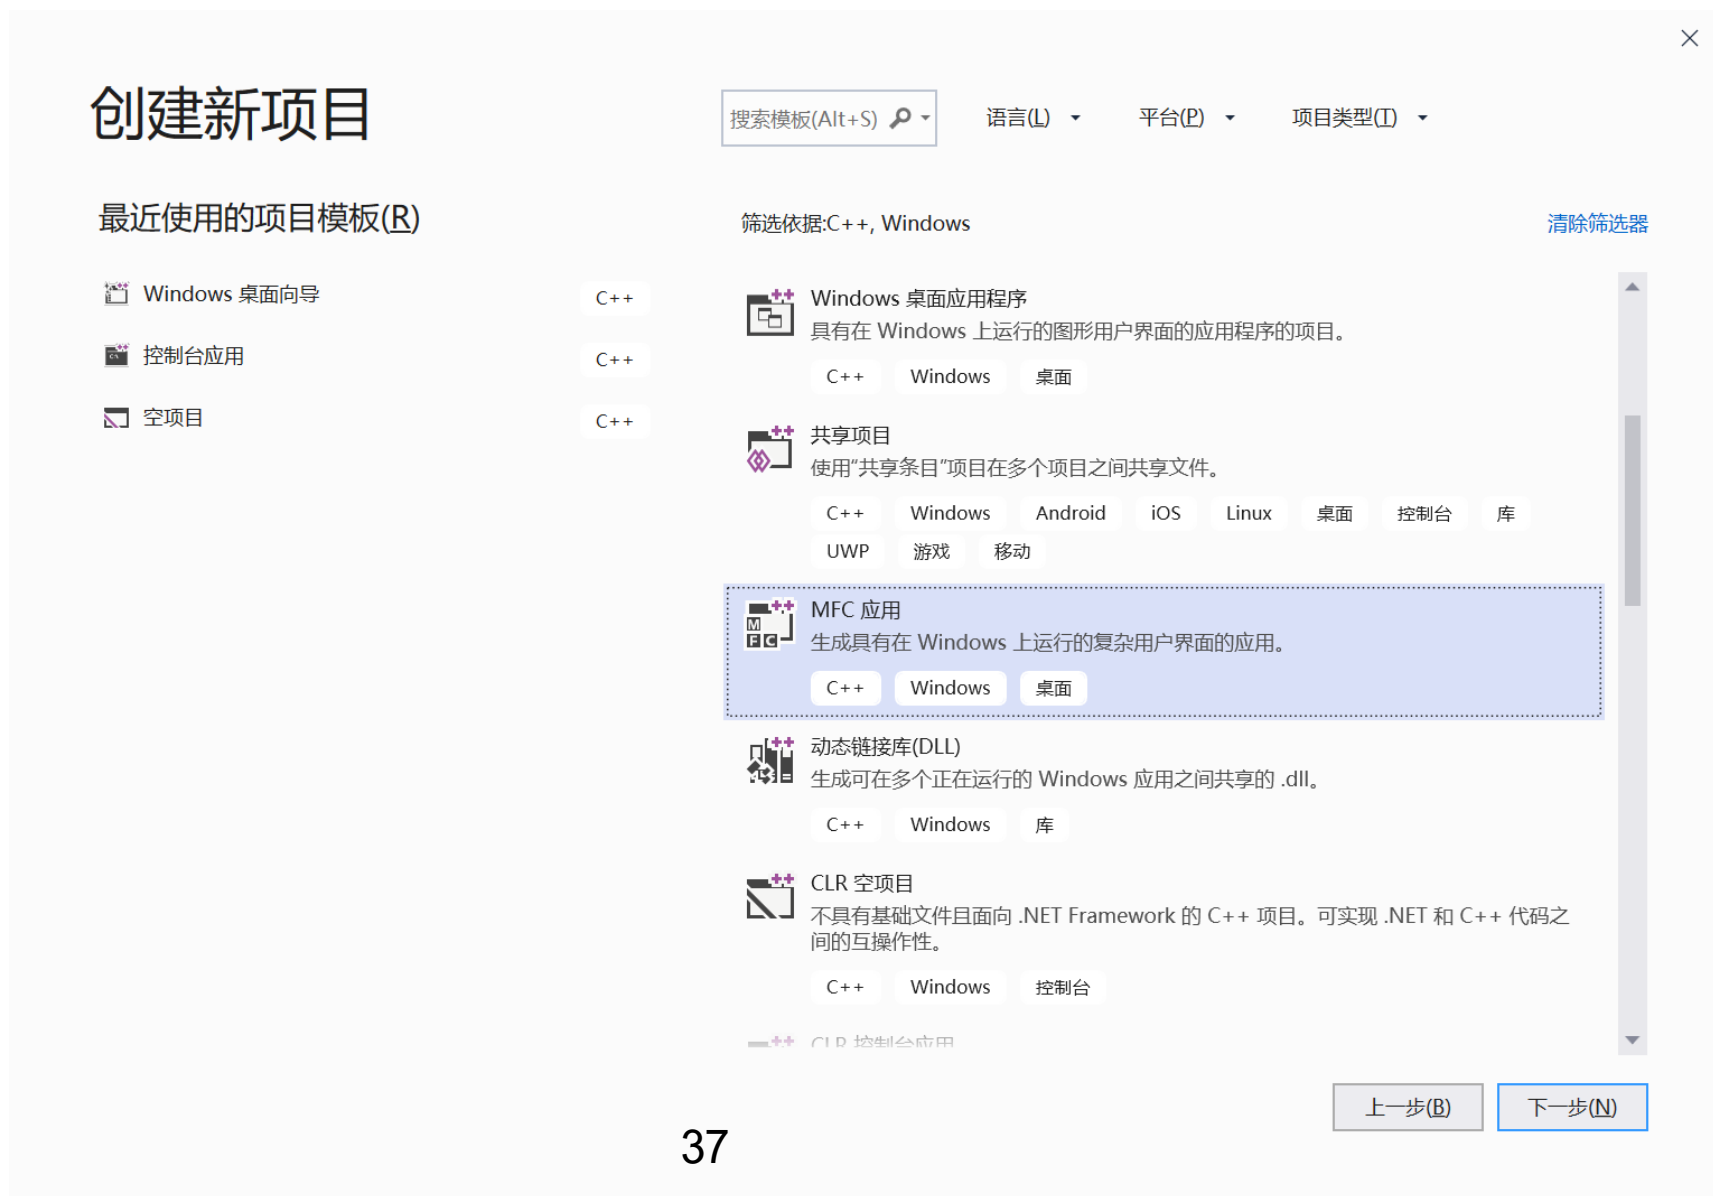 创建新项目
搜索模板(Alt+S)
语言(L)
平台(P)
项目类型(T)
最近使用的项目模板(R)
Windows 桌面向导
C++
控制台应用
C++
空项目
C++
筛选依据:C++, Windows
清除筛选器
Windows 桌面应用程序
具有在 Windows 上运行的图形用户界面的应用程序的项目。
C++ Windows 桌面
共享项目
使用“共享条目”项目在多个项目之间共享文件。
C++ Windows Android iOS Linux 桌面 控制台 库
UWP 游戏 移动
MFC 应用
生成具有在 Windows 上运行的复杂用户界面的应用。
C++ Windows 桌面
动态链接库(DLL)
生成可在多个正在运行的 Windows 应用之间共享的 .dll。
C++ Windows 库
CLR 空项目
不具有基础文件且面向 .NET Framework 的 C++ 项目。可实现 .NET 和 C++ 代码之
间的互操作性。
C++ Windows 控制台
CLR 控制台应用
上一步(B)
下一步(N)
37